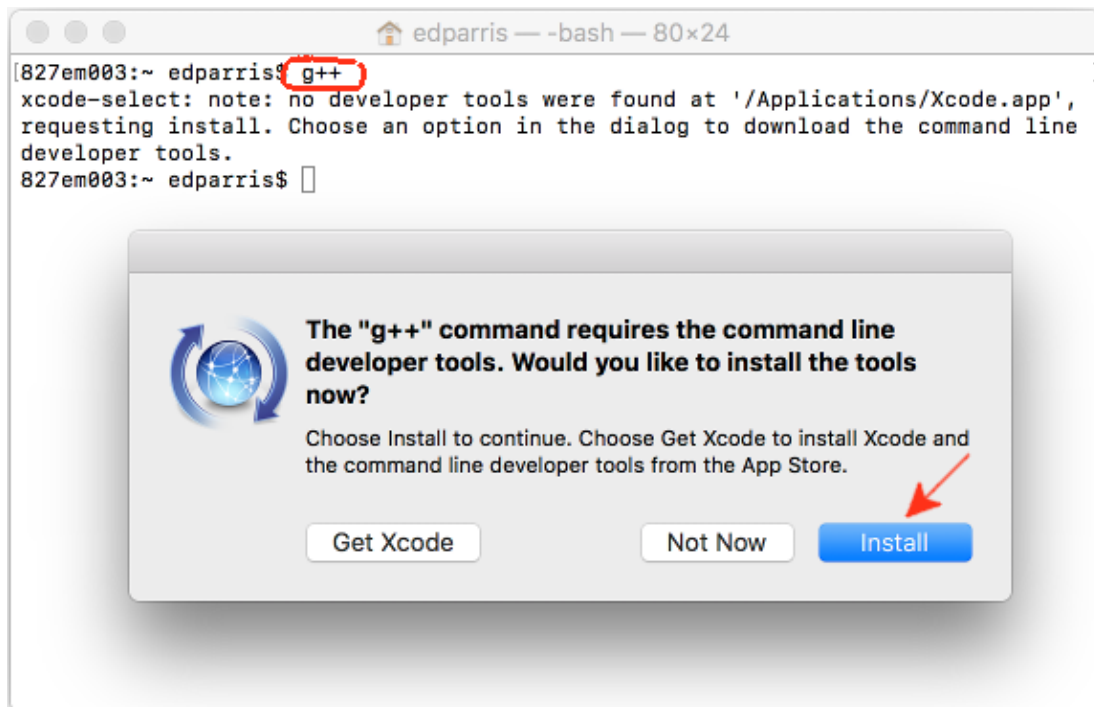 edparris — -bash — 80×24
[827em003:~ edparris$ g++
xcode-select: note: no developer tools were found at '/Applications/Xcode.app',
requesting install. Choose an option in the dialog to download the command line
developer tools.
827em003:~ edparris$
The "g++" command requires the command line
developer tools. Would you like to install the tools
now?
Choose Install to continue. Choose Get Xcode to install Xcode and
the command line developer tools from the App Store.
Get Xcode Not Now Install